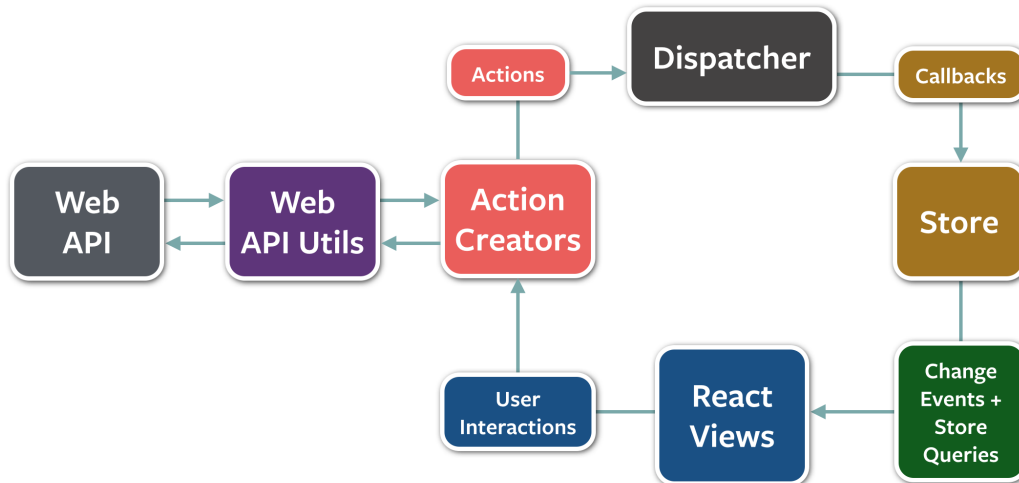 Dispatcher
Actions
Callbacks
Web
API
Web
API Utils
Action
Creators
Store
User
Interactions
React
Views
Change
Events +
Store
Queries